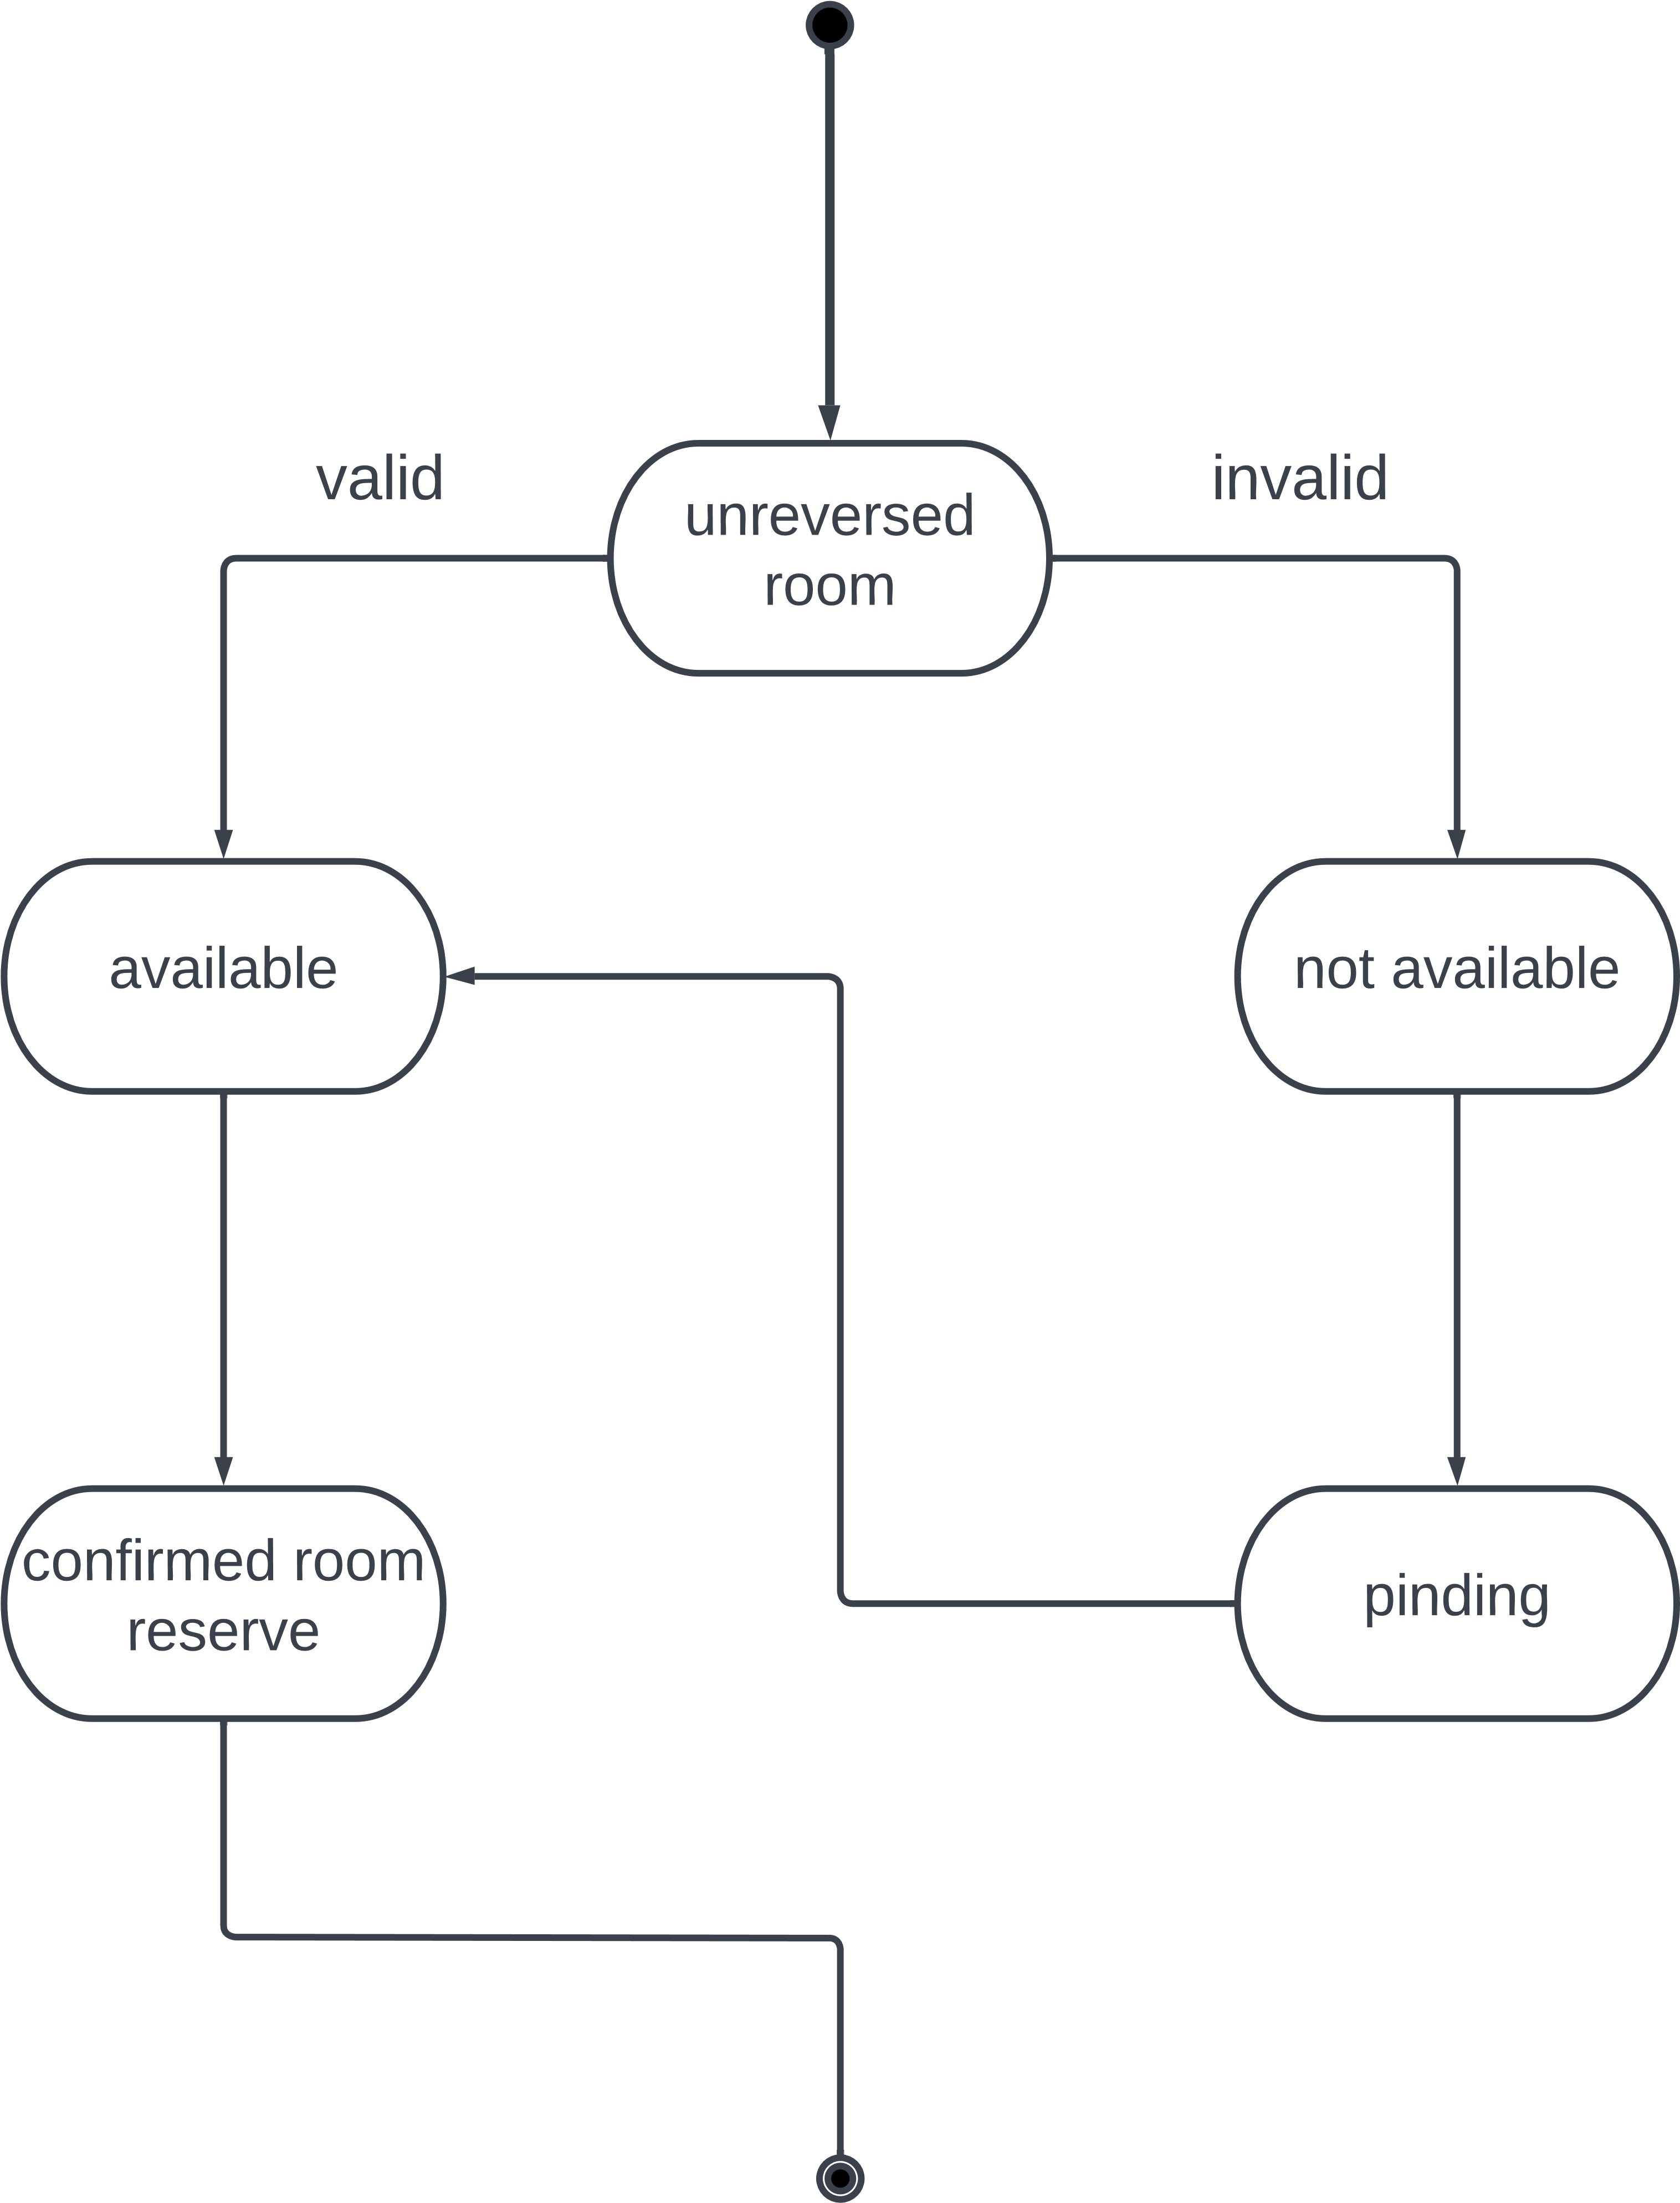 valid
invalid
unreversed
room
available
not available
confirmed room
reserve
pinding